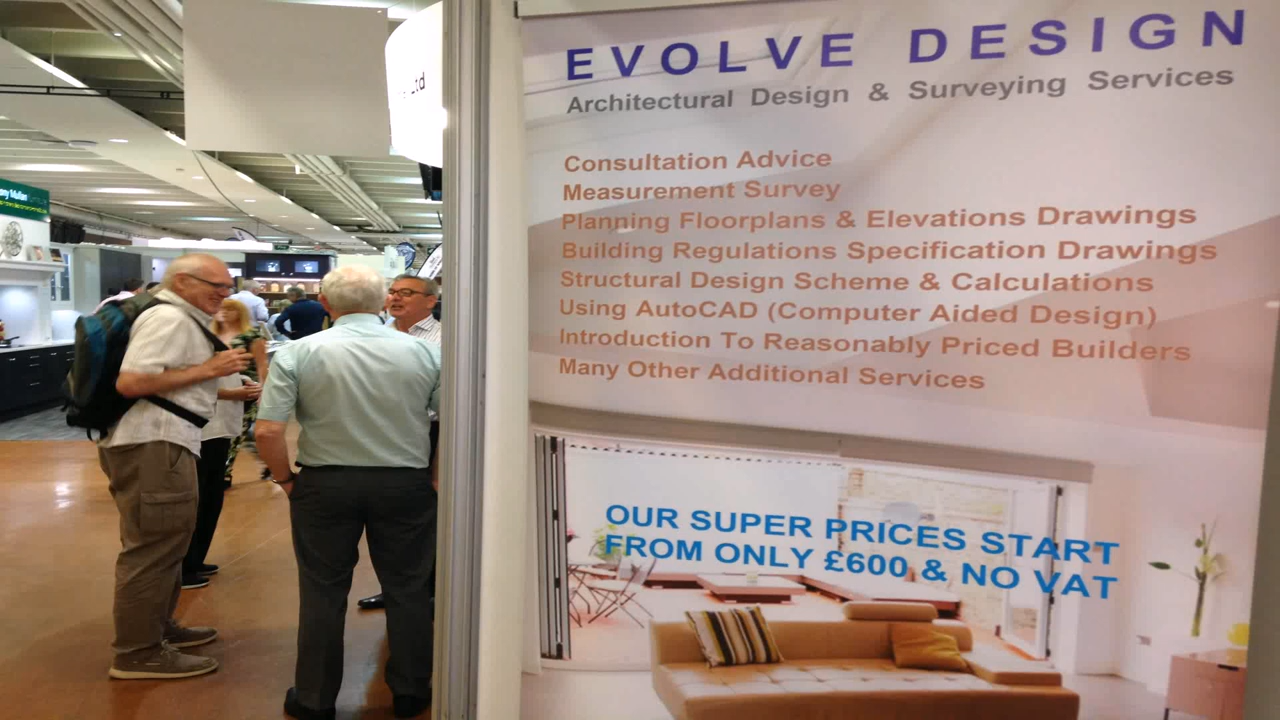 EVOLVE DESIGN
Architectural Design & Surveying Services
Consultation Advice
Measurement Survey
Planning Floorplans & Elevations Drawings
Building Regulations Specification Drawings
Structural Design Scheme & Calculations
Using AutoCAD (Computer Aided Design)
Introduction To Reasonably Priced Builders
Many Other Additional Services
OUR SUPER PRICES START
FROM ONLY £600 & NO VAT
Ltd
Mullan